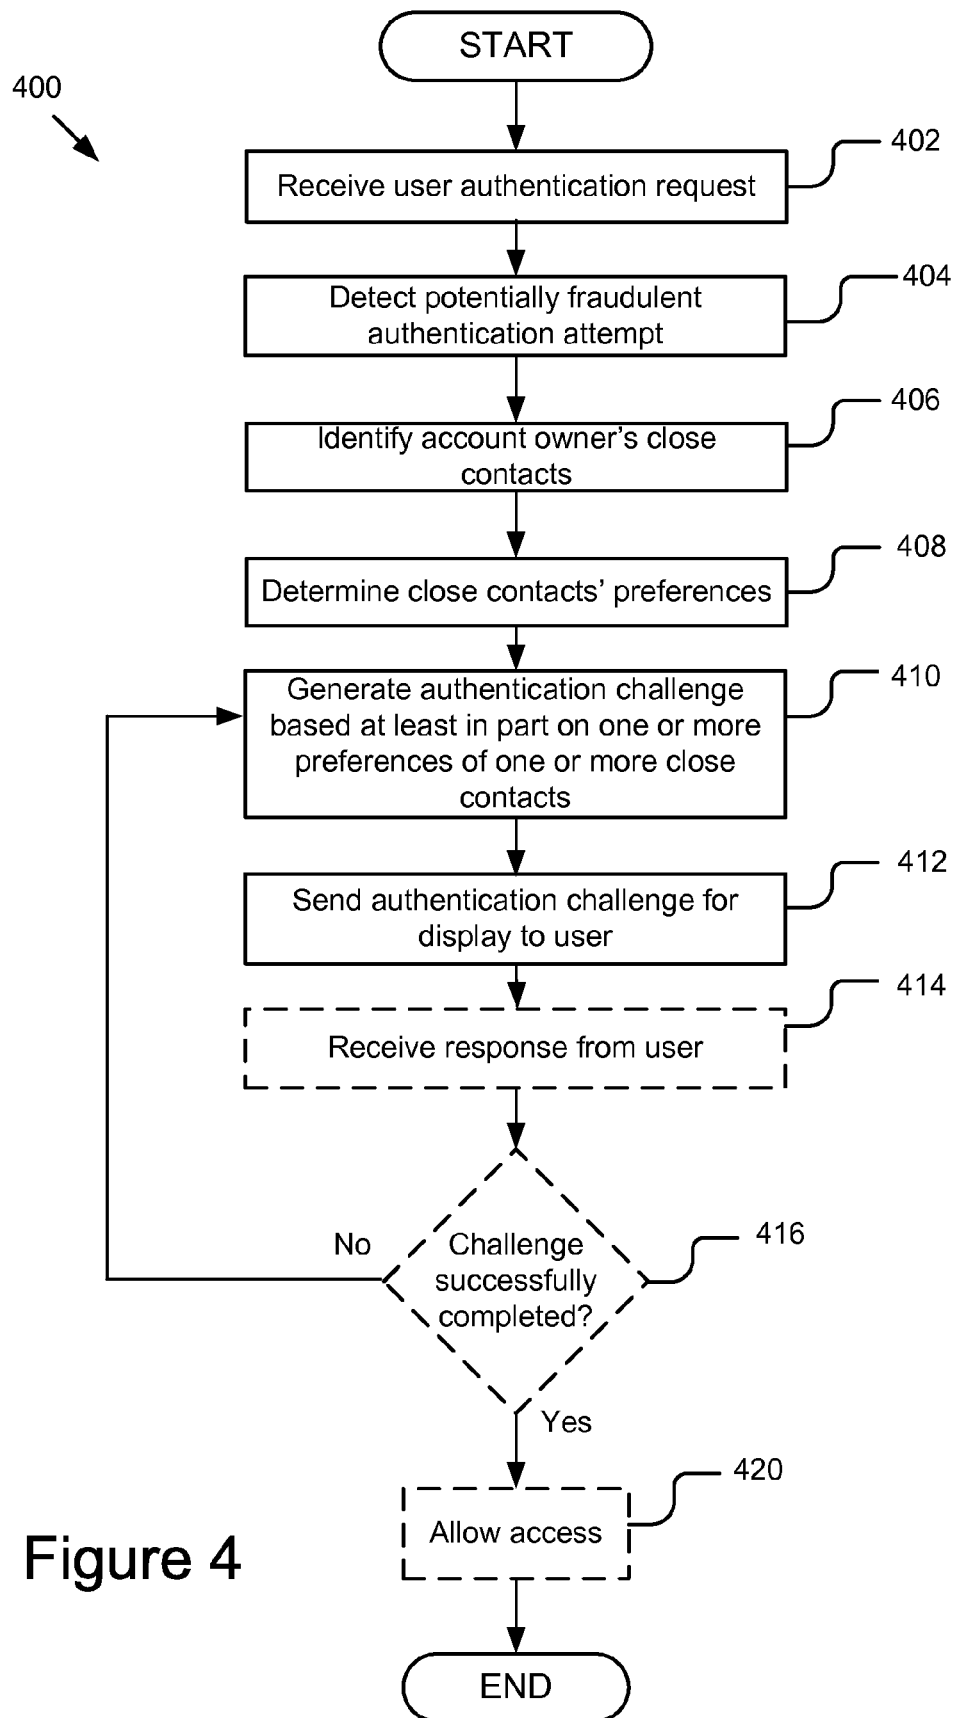 START
400
402
Receive user authentication request
404
Detect potentially fraudulent
authentication attempt
406
Identify account owner’s close
contacts
408
Determine close contacts’ preferences
410
Generate authentication challenge
based at least in part on one or more
preferences of one or more close
contacts
412
Send authentication challenge for
display to user
414
Receive response from user
416
No
Challenge
successfully
completed?
Yes
420
Allow access
Figure 4
END